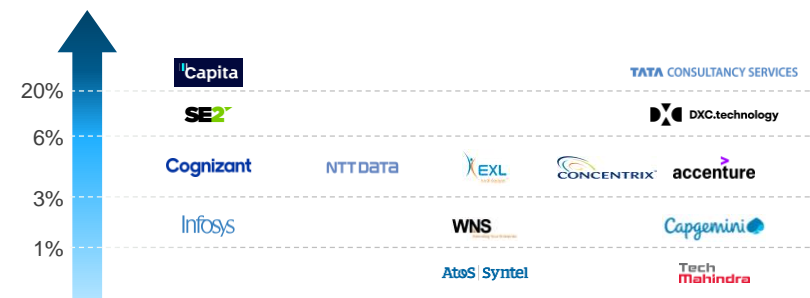 Capita
TATA CONSULTANCY SERVICES
20%
SE2
DXC.technology
6%
Cognizant
NTT DATA
EXL
CONCENTRIX
accenture
3%
Infosys
WNS
Capgemini
1%
Atos Syntel
Tech
Mahindra